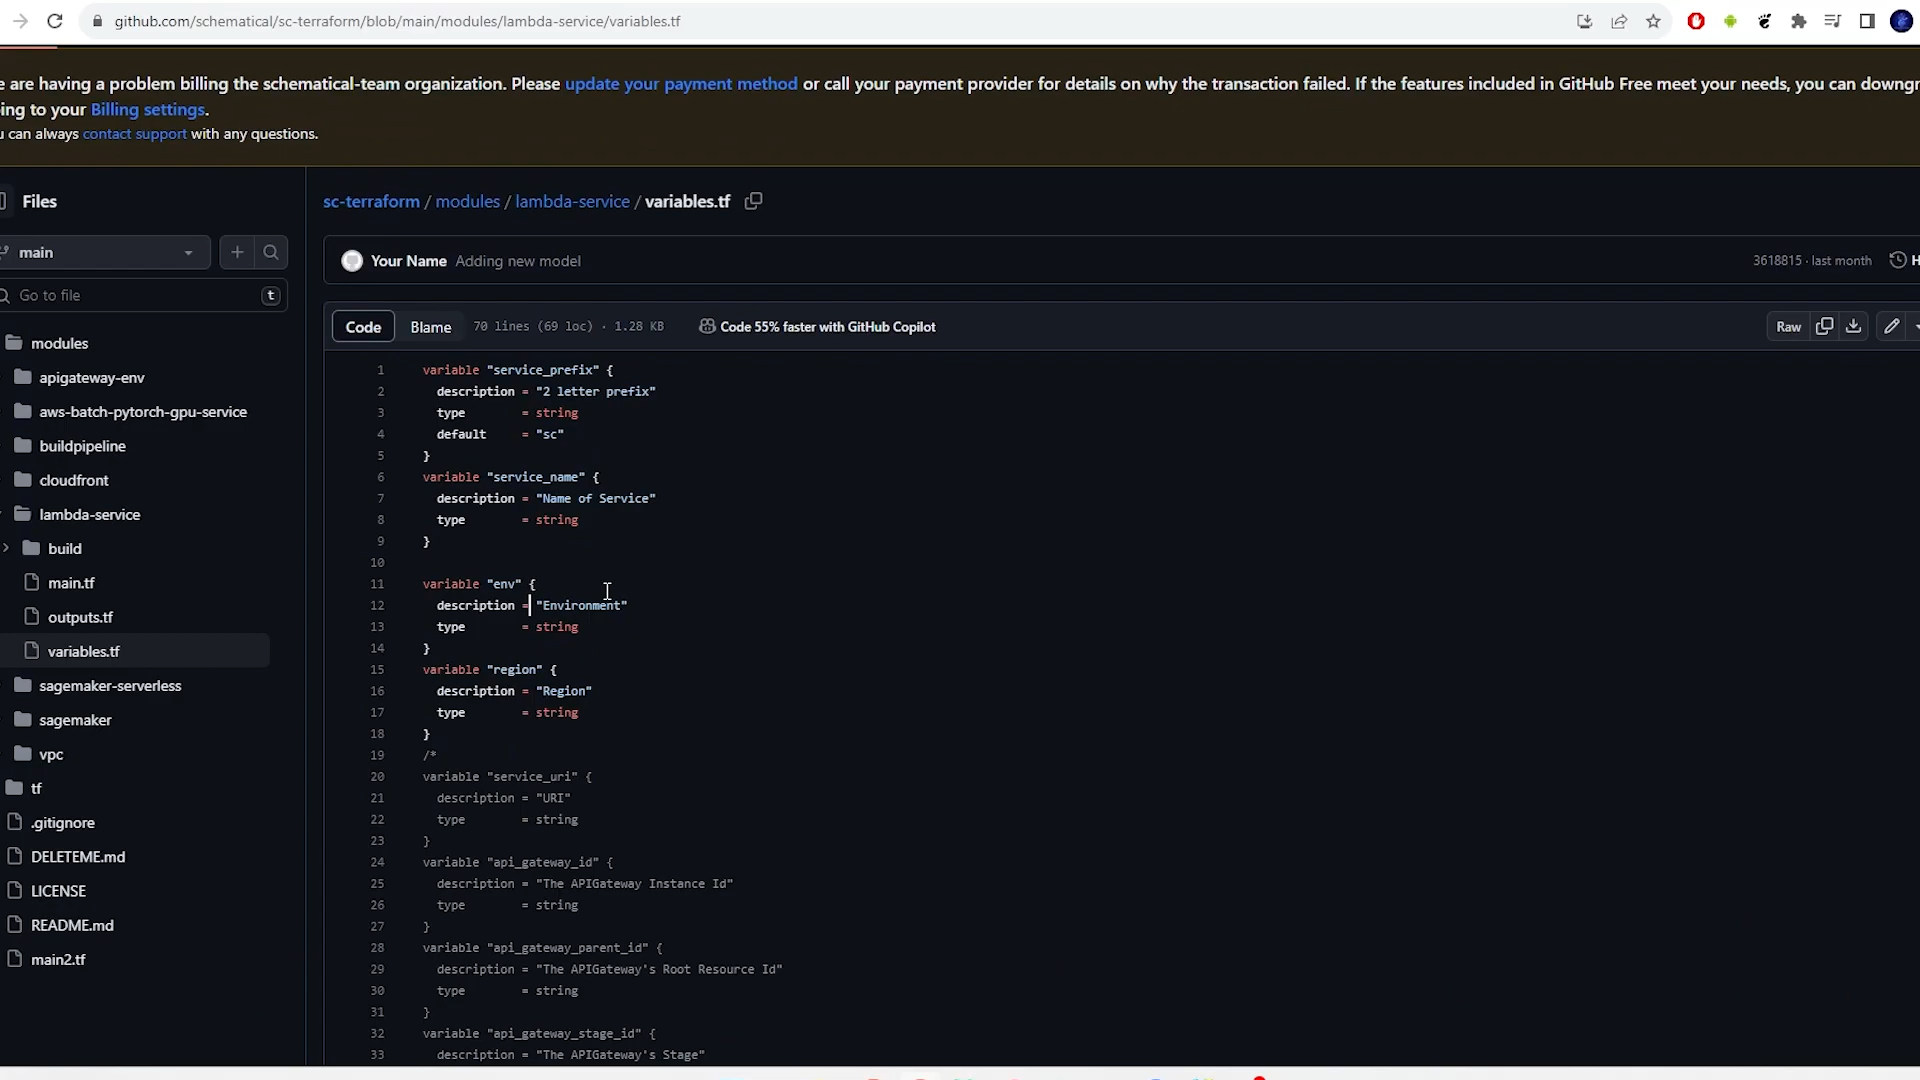 github.com/schematical/sc-terraform/blob/main/modules/lambda-service/variables.tf
e are having a problem billing the schematical-team organization. Please update your payment method or call your payment provider for details on why the transaction failed. If the features included in GitHub Free meet your needs, you can downgr
ing to your Billing settings.
u can always contact support with any questions.
Files
sc-terraform / modules / lambda-service / variables.tf
main
Your Name Adding new model
3618815 · last month
H
Go to file
t
Code Blame 70 lines (69 loc) · 1.28 KB Code 55% faster with GitHub Copilot
Raw
modules
apigateway-env
aws-batch-pytorch-gpu-service
buildpipeline
cloudfront
lambda-service
build
main.tf
outputs.tf
variables.tf
sagemaker-serverless
sagemaker
vpc
tf
.gitignore
DELETEME.md
LICENSE
README.md
main2.tf
1 variable "service_prefix" {
2 description = "2 letter prefix"
3 type = string
4 default = "sc"
5 }
6 variable "service_name" {
7 description = "Name of Service"
8 type = string
9 }
10
11 variable "env" {
12 description = "Environment"
13 type = string
14 }
15 variable "region" {
16 description = "Region"
17 type = string
18 }
19 /*
20 variable "service_uri" {
21 description = "URI"
22 type = string
23 }
24 variable "api_gateway_id" {
25 description = "The APIGateway Instance Id"
26 type = string
27 }
28 variable "api_gateway_parent_id" {
29 description = "The APIGateway's Root Resource Id"
30 type = string
31 }
32 variable "api_gateway_stage_id" {
33 description = "The APIGateway's Stage"